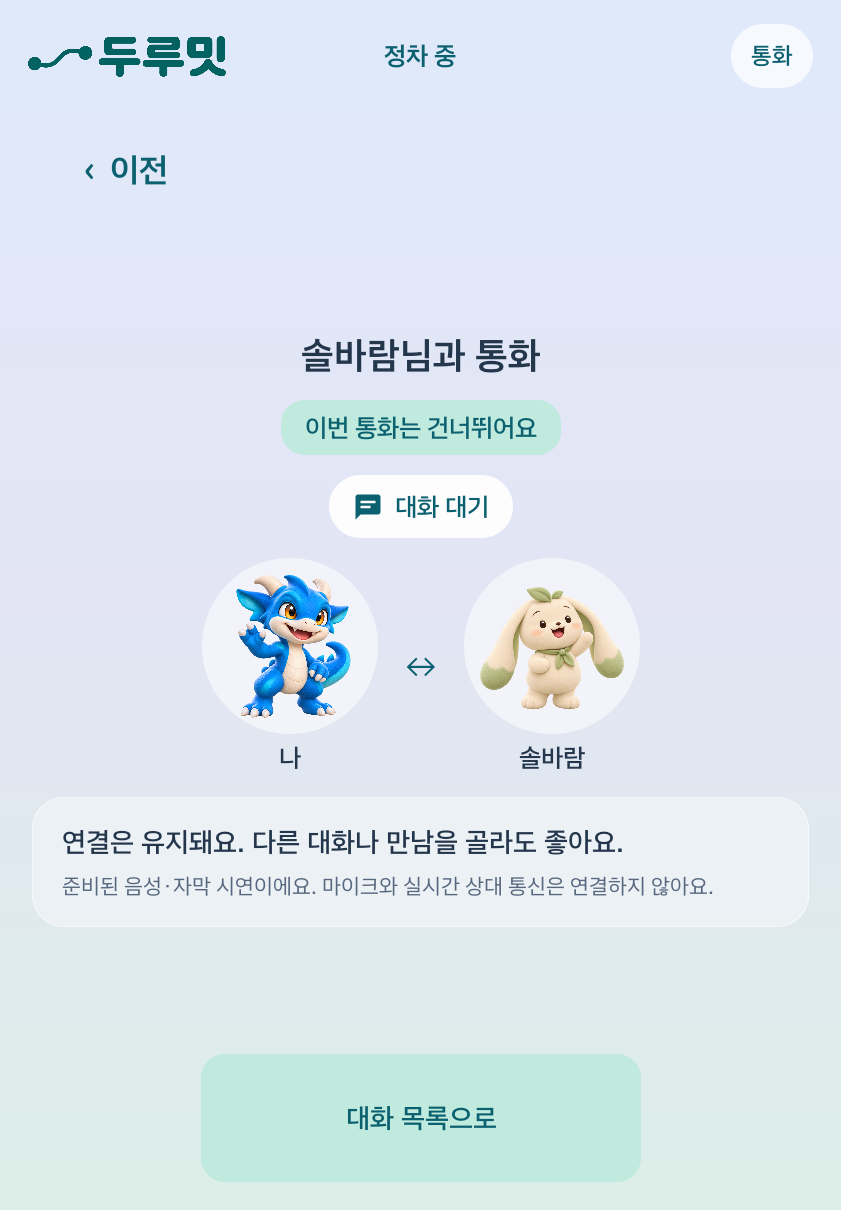 두루밋
정차 중
통화
‹ 이전
솔바람님과 통화
이번 통화는 건너뛰어요
대화 대기
나
솔바람
연결은 유지돼요. 다른 대화나 만남을 골라도 좋아요.
준비된 음성·자막 시연이에요. 마이크와 실시간 상대 통신은 연결하지 않아요.
대화 목록으로